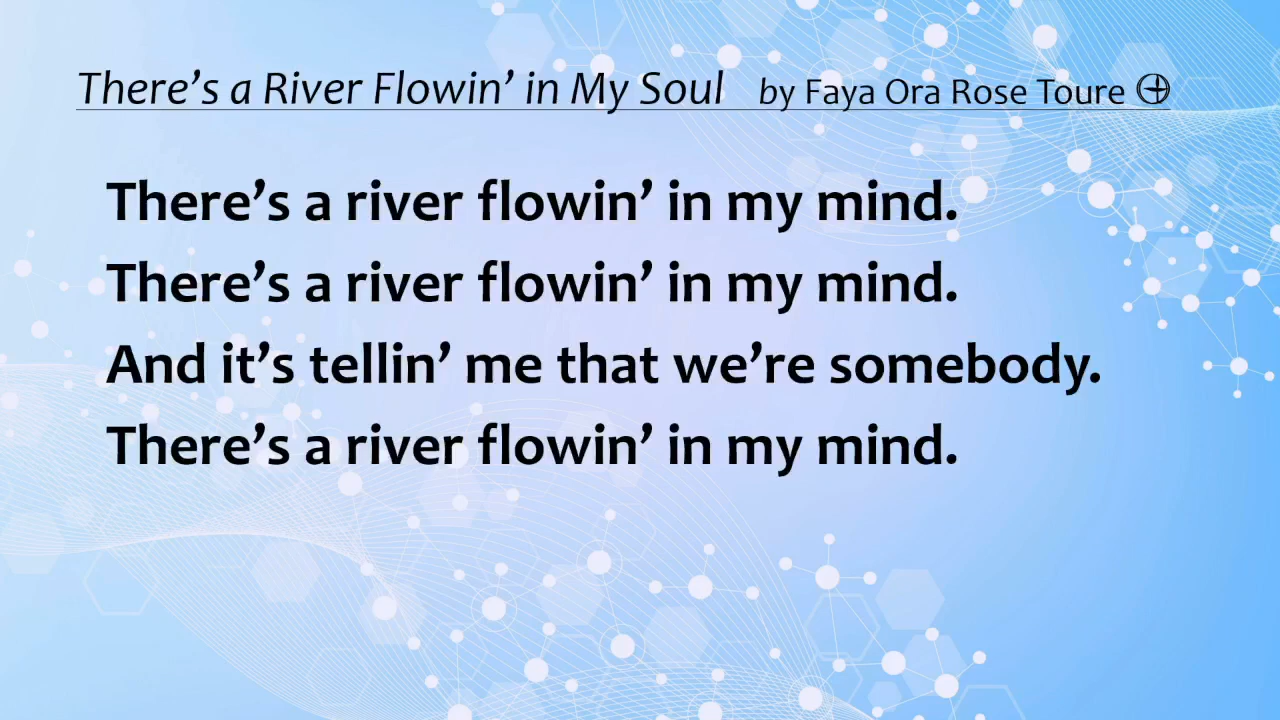 There’s a River Flowin’ in My Soul by Faya Ora Rose Toure
There’s a river flowin’ in my mind.
There’s a river flowin’ in my mind.
And it’s tellin’ me that we’re somebody.
There’s a river flowin’ in my mind.